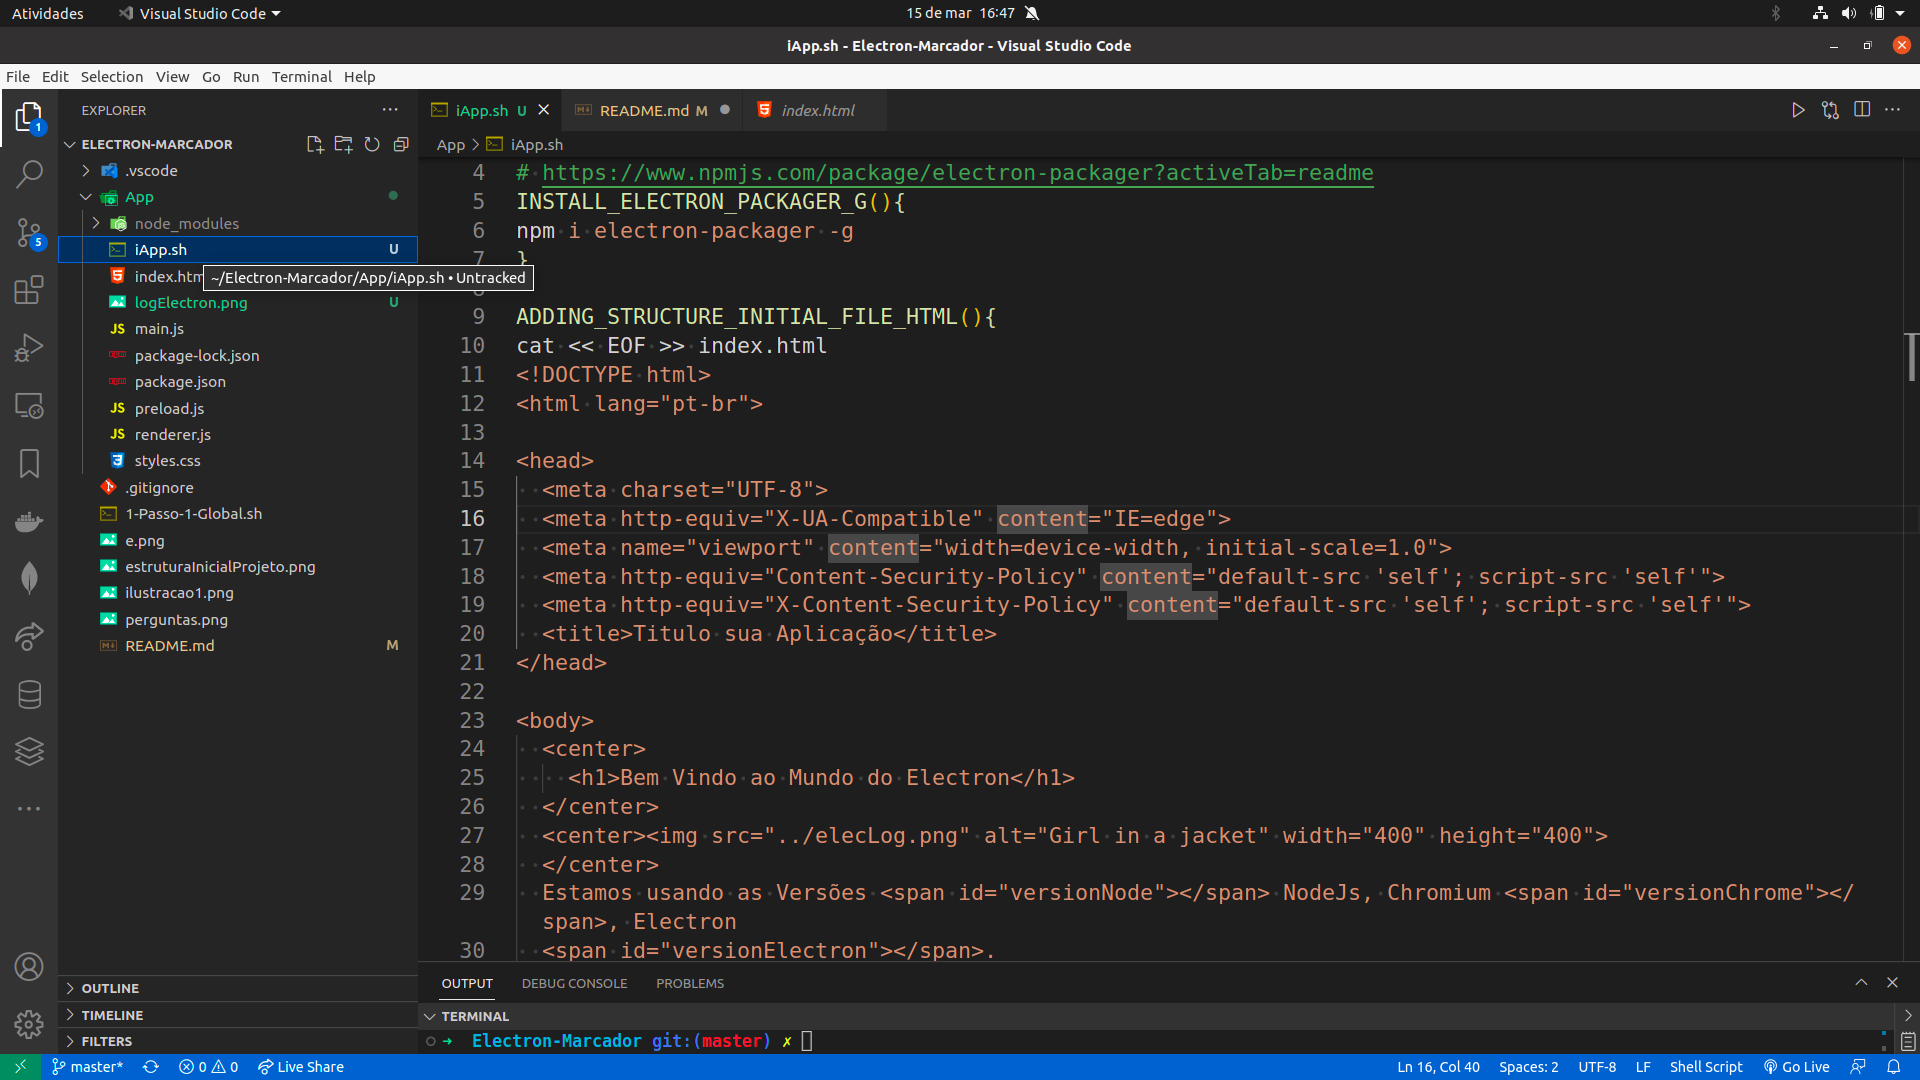 Atividades
Visual Studio Code
15 de mar 16:47
iApp.sh - Electron-Marcador - Visual Studio Code
File Edit Selection View Go Run Terminal Help
1
5
EXPLORER
ELECTRON-MARCADOR
.vscode
App
node_modules
iApp.sh U
index.htm
~/Electron-Marcador/App/iApp.sh • Untracked
logElectron.png U
JS main.js
package-lock.json
package.json
JS preload.js
JS renderer.js
styles.css
.gitignore
1-Passo-1-Global.sh
e.png
estruturaInicialProjeto.png
ilustracao1.png
perguntas.png
README.md M
OUTLINE
TIMELINE
FILTERS
iApp.sh U
README.md M
index.html
App > iApp.sh
4 # https://www.npmjs.com/package/electron-packager?activeTab=readme
5 INSTALL_ELECTRON_PACKAGER_G(){
6 npm i electron-packager -g
7 }
8
9 ADDING_STRUCTURE_INITIAL_FILE_HTML(){
10 cat << EOF >> index.html
11 <!DOCTYPE html>
12 <html lang="pt-br">
13
14 <head>
15 <meta charset="UTF-8">
16 <meta http-equiv="X-UA-Compatible" content="IE=edge">
17 <meta name="viewport" content="width=device-width, initial-scale=1.0">
18 <meta http-equiv="Content-Security-Policy" content="default-src 'self'; script-src 'self'">
19 <meta http-equiv="X-Content-Security-Policy" content="default-src 'self'; script-src 'self'">
20 <title>Titulo sua Aplicação</title>
21 </head>
22
23 <body>
24 <center>
25 <h1>Bem Vindo ao Mundo do Electron</h1>
26 </center>
27 <center><img src="../elecLog.png" alt="Girl in a jacket" width="400" height="400">
28 </center>
29 Estamos usando as Versões <span id="versionNode"></span> NodeJs, Chromium <span id="versionChrome"></
span>, Electron
30 <span id="versionElectron"></span>.
OUTPUT DEBUG CONSOLE PROBLEMS
TERMINAL
➜ Electron-Marcador git:(master) ✗
master* 0 0 Live Share Ln 16, Col 40 Spaces: 2 UTF-8 LF Shell Script Go Live